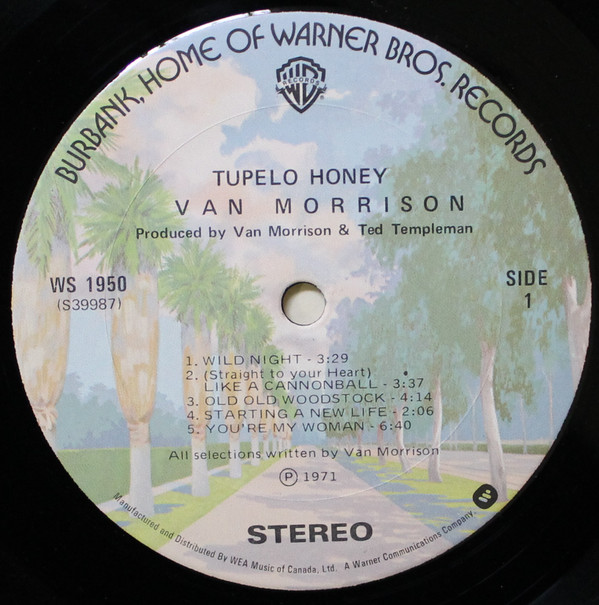 BURBANK, HOME OF WARNER BROS. RECORDS
WB
RECORDS
®
TUPELO HONEY
VAN MORRISON
Produced by Van Morrison & Ted Templeman
WS 1950
(S39987)
SIDE
1
1. WILD NIGHT - 3:29
2. (Straight to your Heart)
LIKE A CANNONBALL - 3:37
3. OLD OLD WOODSTOCK - 4:14
4. STARTING A NEW LIFE - 2:06
5. YOU'RE MY WOMAN - 6:40
All selections written by Van Morrison
Ⓟ 1971
STEREO
Manufactured and Distributed By WEA Music of Canada, Ltd. A Warner Communications Company.